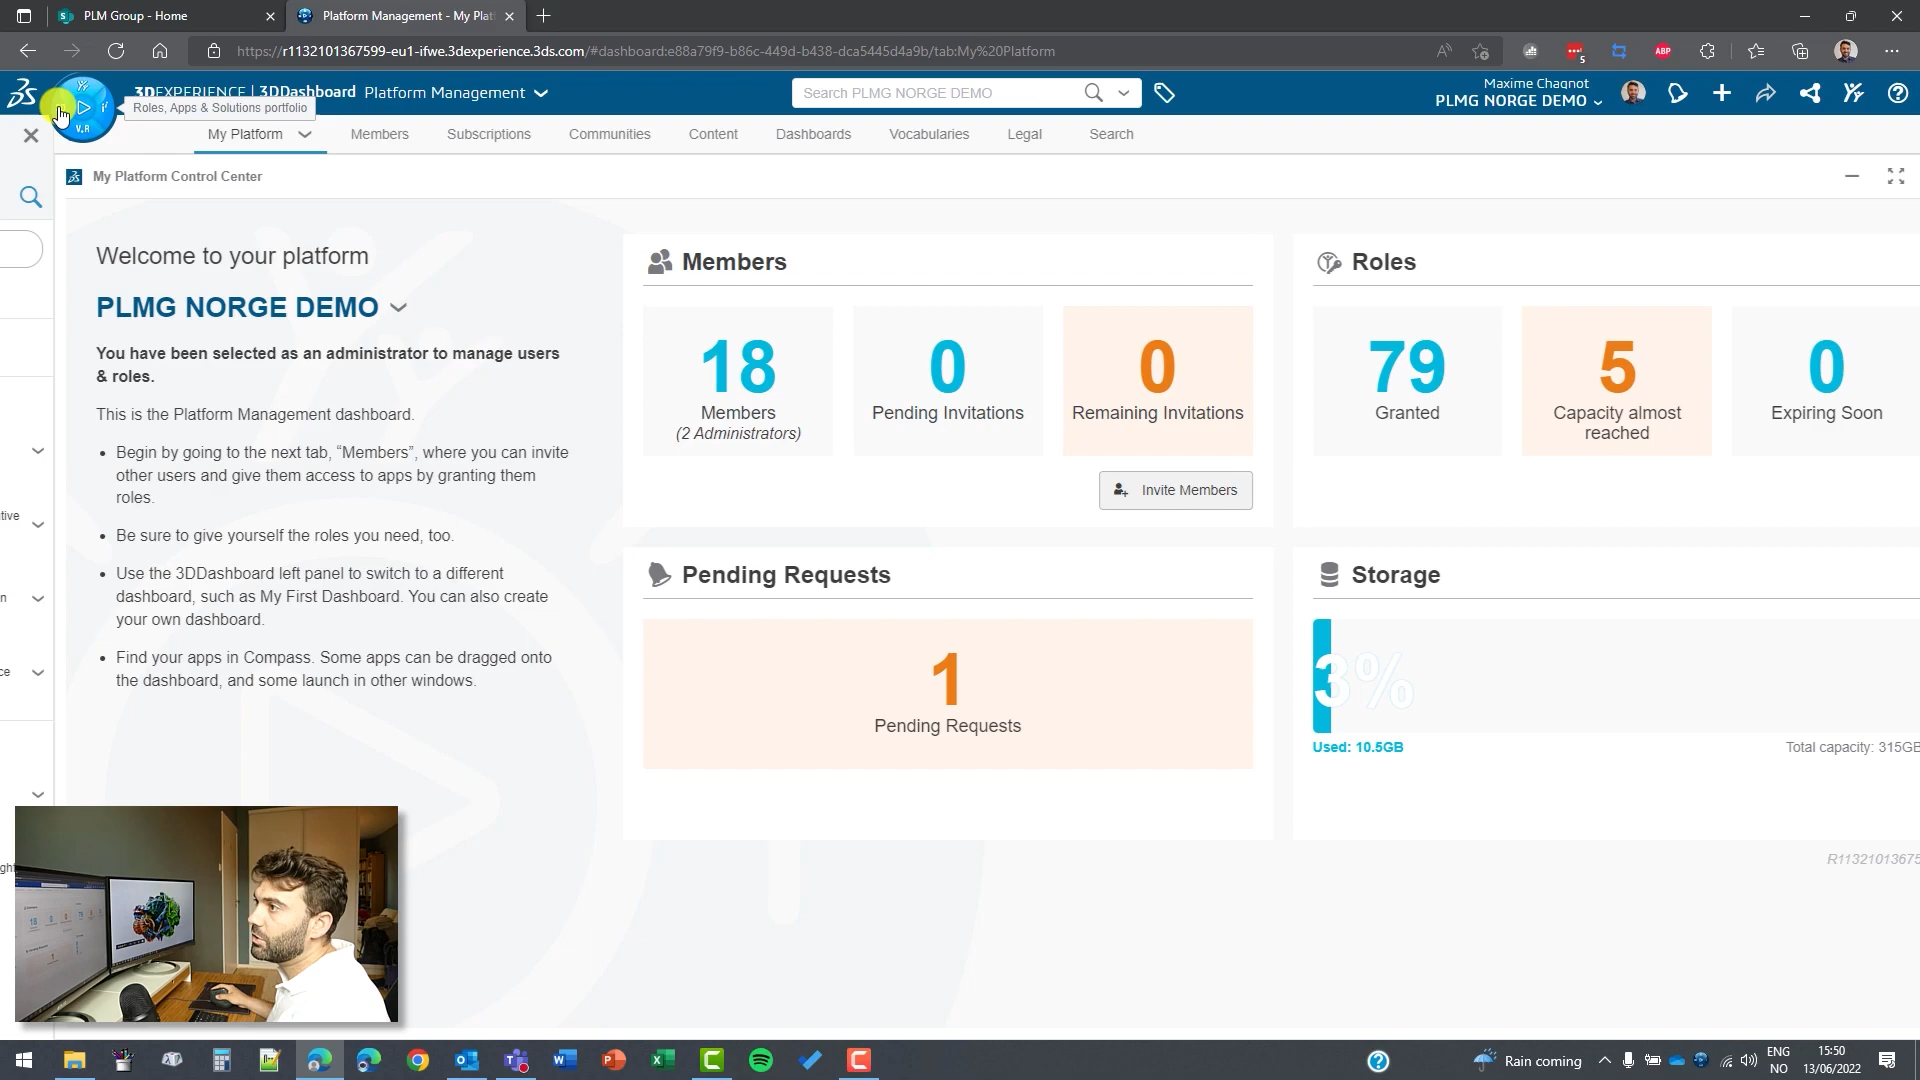 PLM Group - Home
Platform Management - My Plat
https://r1132101367599-eu1-ifwe.3dexperience.3ds.com/#dashboard:e88a79f9-b86c-449d-b438-dca5445d4a9b/tab:My%20Platform
5
ABP
3DEXPERIENCE | 3DDashboard Platform Management
Search PLMG NORGE DEMO
Maxime Chagnot
PLMG NORGE DEMO
V.R
Roles, Apps & Solutions portfolio
My Platform
Members
Subscriptions
Communities
Content
Dashboards
Vocabularies
Legal
Search
My Platform Control Center
Welcome to your platform
PLMG NORGE DEMO
You have been selected as an administrator to manage users
& roles.
This is the Platform Management dashboard.
• Begin by going to the next tab, “Members”, where you can invite
other users and give them access to apps by granting them
roles.
• Be sure to give yourself the roles you need, too.
• Use the 3DDashboard left panel to switch to a different
dashboard, such as My First Dashboard. You can also create
your own dashboard.
• Find your apps in Compass. Some apps can be dragged onto
the dashboard, and some launch in other windows.
tive
n
ce
ght
Members
18
Members
(2 Administrators)
0
Pending Invitations
0
Remaining Invitations
Invite Members
Roles
79
Granted
5
Capacity almost
reached
0
Expiring Soon
Pending Requests
1
Pending Requests
Storage
3%
Used: 10.5GB
Total capacity: 315GB
R11321013675
Rain coming
ENG
NO
15:50
13/06/2022